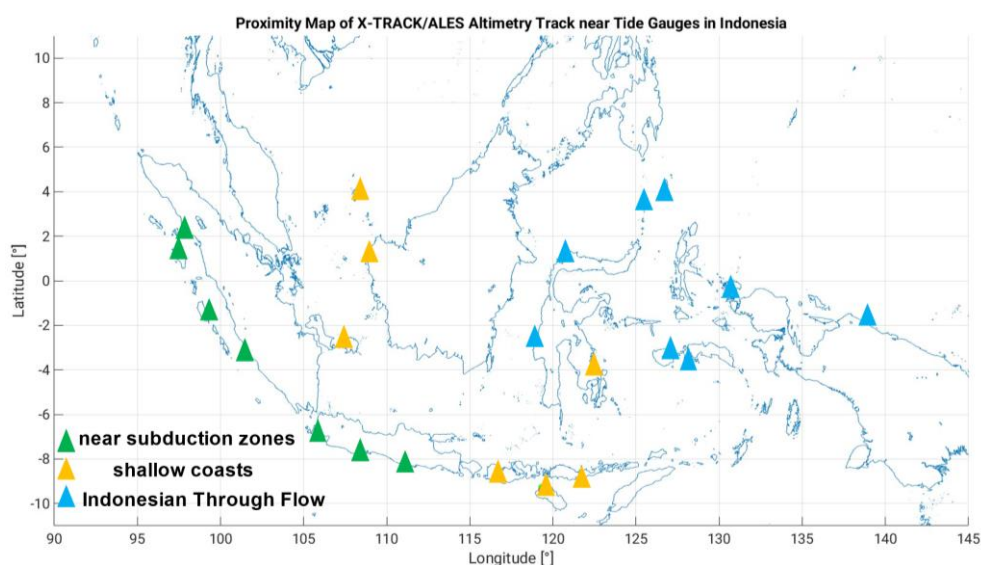 Proximity Map of X-TRACK/ALES Altimetry Track near Tide Gauges in Indonesia
10
8
6
4
2
0
-2
-4
-6
-8
-10
Latitude [°]
near subduction zones
shallow coasts
Indonesian Through Flow
90 95 100 105 110 115 120 125 130 135 140 145
Longitude [°]